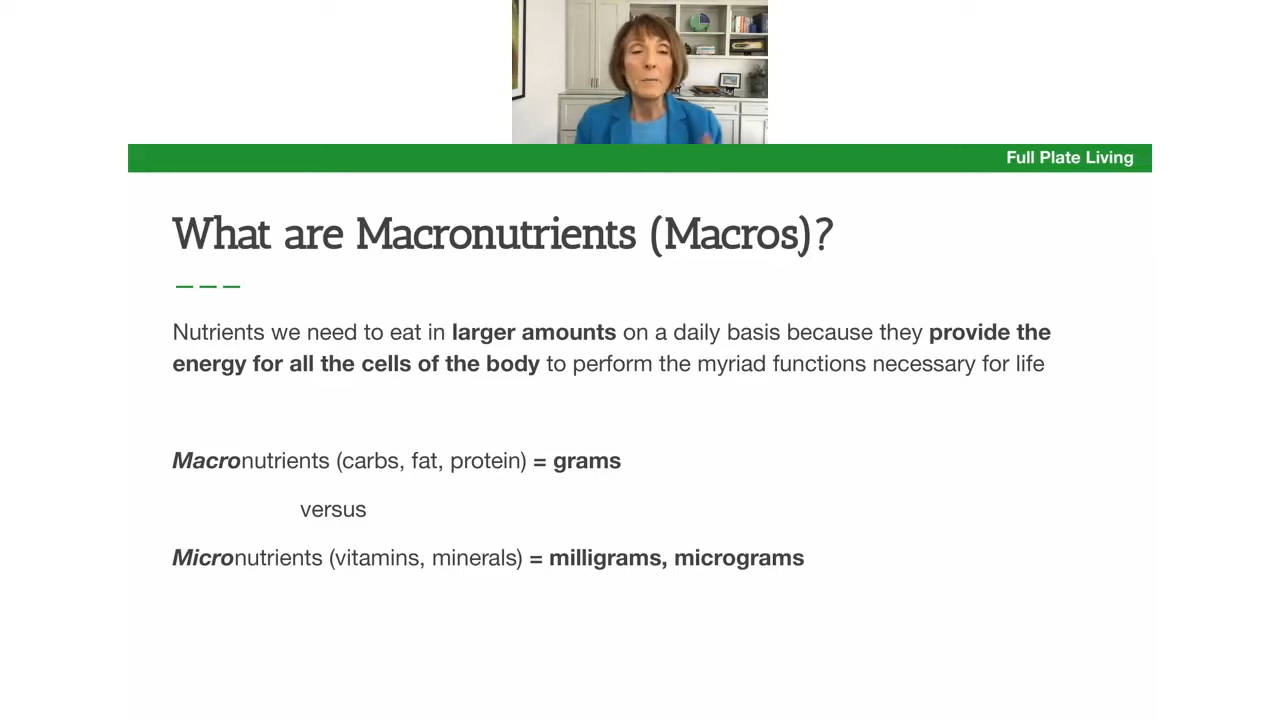 Full Plate Living
What are Macronutrients (Macros)?
Nutrients we need to eat in larger amounts on a daily basis because they provide the
energy for all the cells of the body to perform the myriad functions necessary for life
Macronutrients (carbs, fat, protein) = grams
versus
Micronutrients (vitamins, minerals) = milligrams, micrograms